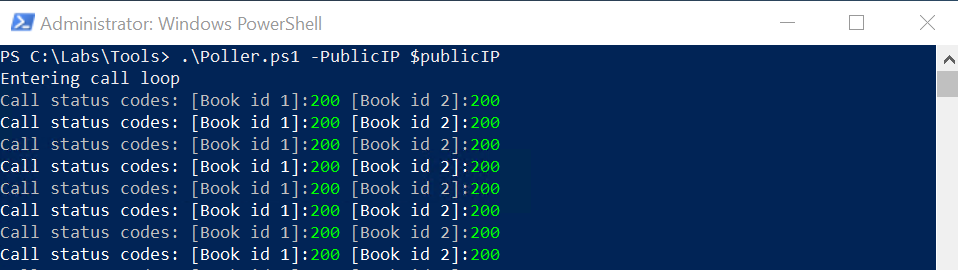 Administrator: Windows PowerShell
PS C:\Labs\Tools> .\Poller.ps1 -PublicIP $publicIP
Entering call loop
Call status codes: [Book id 1]:200 [Book id 2]:200
Call status codes: [Book id 1]:200 [Book id 2]:200
Call status codes: [Book id 1]:200 [Book id 2]:200
Call status codes: [Book id 1]:200 [Book id 2]:200
Call status codes: [Book id 1]:200 [Book id 2]:200
Call status codes: [Book id 1]:200 [Book id 2]:200
Call status codes: [Book id 1]:200 [Book id 2]:200
Call status codes: [Book id 1]:200 [Book id 2]:200